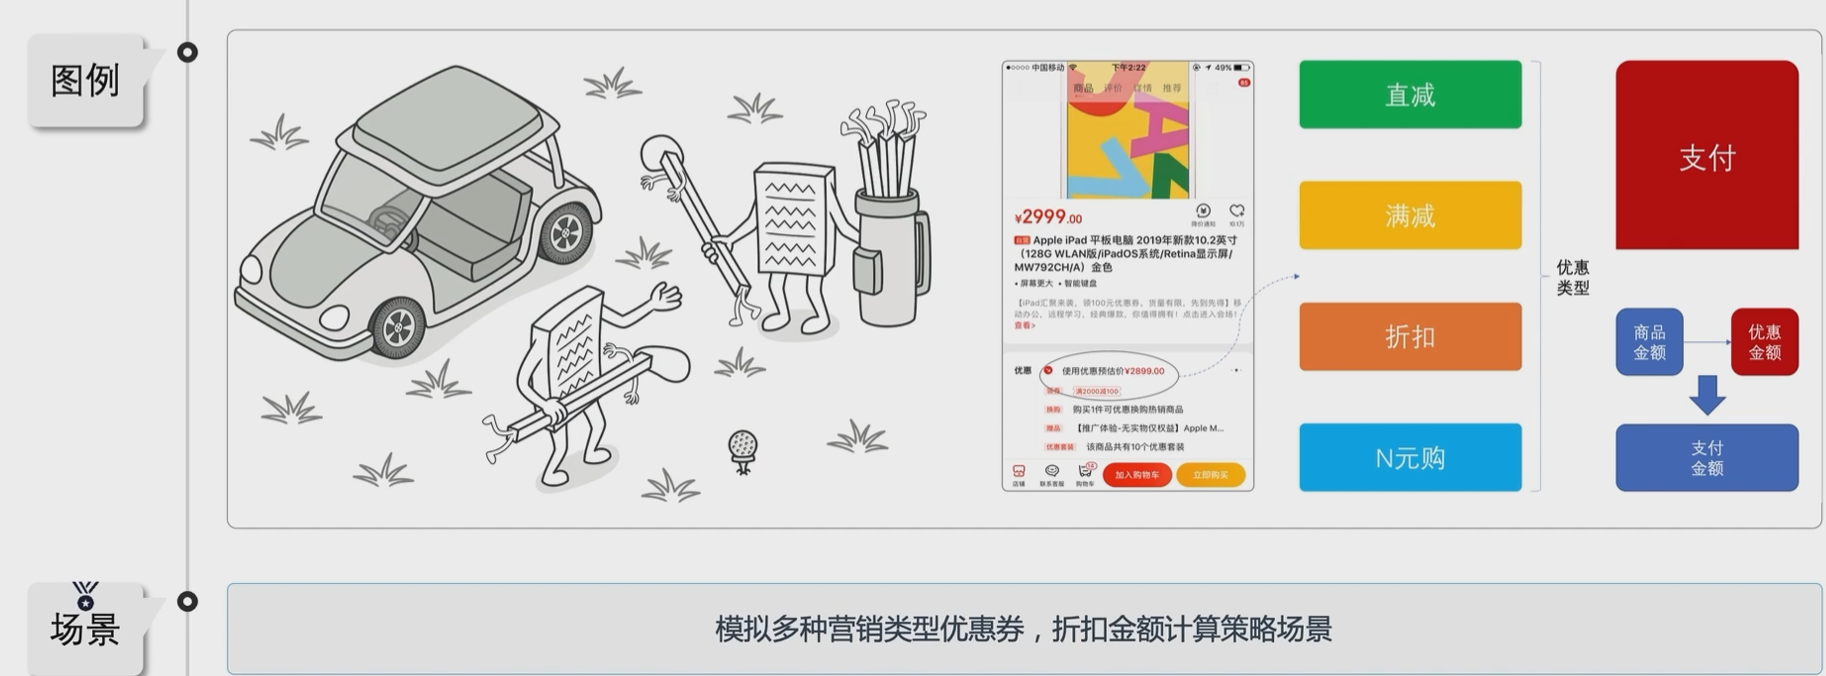 图例
●○○○○ 中国移动
下午2:22
49%
商品 评价 详情 推荐
¥2999.00
降价通知
自营 Apple iPad 平板电脑 2019年新款10.2英寸
（128G WLAN版/iPadOS系统/Retina显示屏/
MW792CH/A）金色
• 屏幕更大 • 智能键盘
【iPad汇聚来袭，领100元优惠券，货量有限，先到先得】移
动办公，远程学习，经典爆款，你值得拥有！点击进入会场！
查看>
优惠
使用优惠预估价¥2899.00
领券 满2000减100
换购 购买1件可优惠换购热销商品
赠品 【推广体验-无实物仅权益】Apple M...
优惠套装 该商品共有10个优惠套装
店铺
联系客服
购物车
加入购物车
立即购买
直减
满减
折扣
N元购
优惠
类型
支付
商品
金额
优惠
金额
支付
金额
场景
模拟多种营销类型优惠券，折扣金额计算策略场景